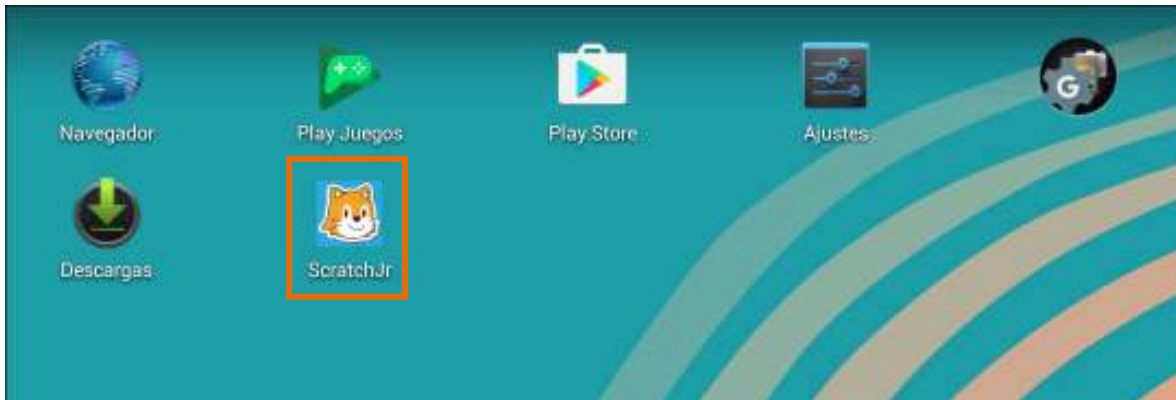 Navegador
Play Juegos
Play Store
Ajustes
G
Descargas
ScratchJr